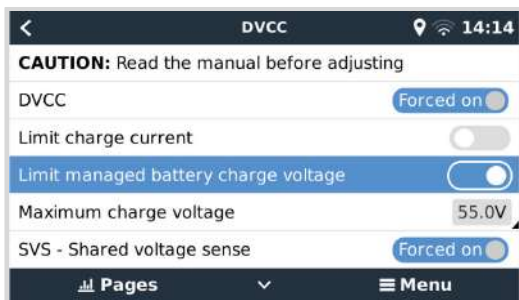 DVCC 14:14
CAUTION: Read the manual before adjusting
DVCC Forced on
Limit charge current
Limit managed battery charge voltage
Maximum charge voltage 55.0V
SVS - Shared voltage sense Forced on
Pages Menu